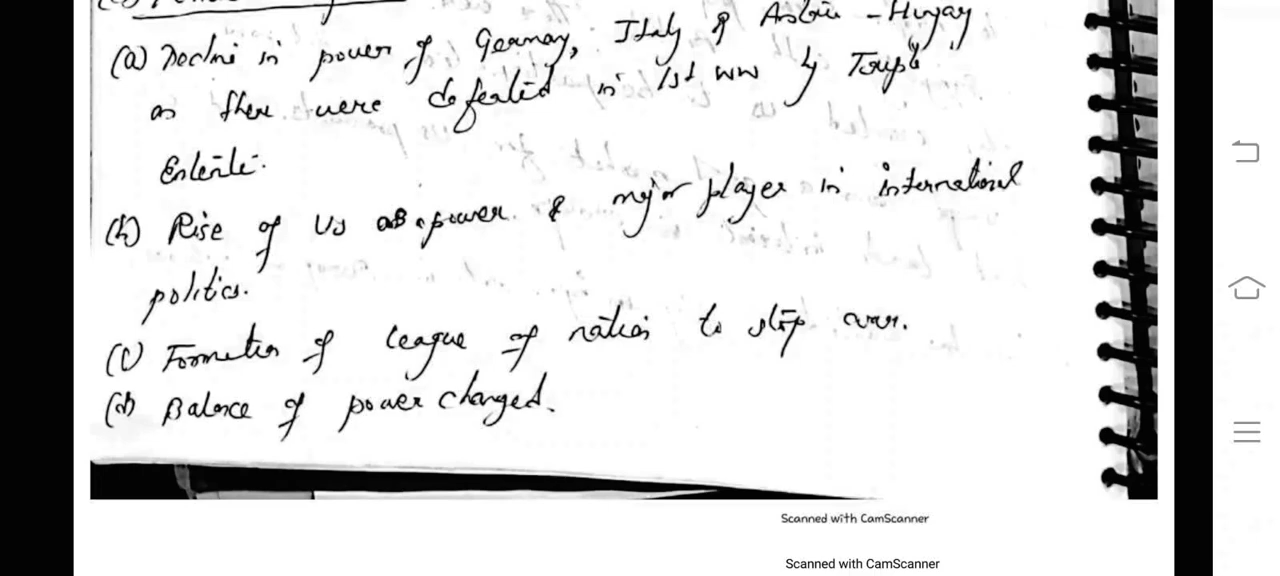 (a) Decline in power of Germany, Italy & Austria - Hungary
as there were defeated in 1st WW by Triple
Entente.
(b) Rise of US as power & major player in international
politics.
(c) Formation of league of nation to stop war.
(d) Balance of power changed.
Scanned with CamScanner
Scanned with CamScanner